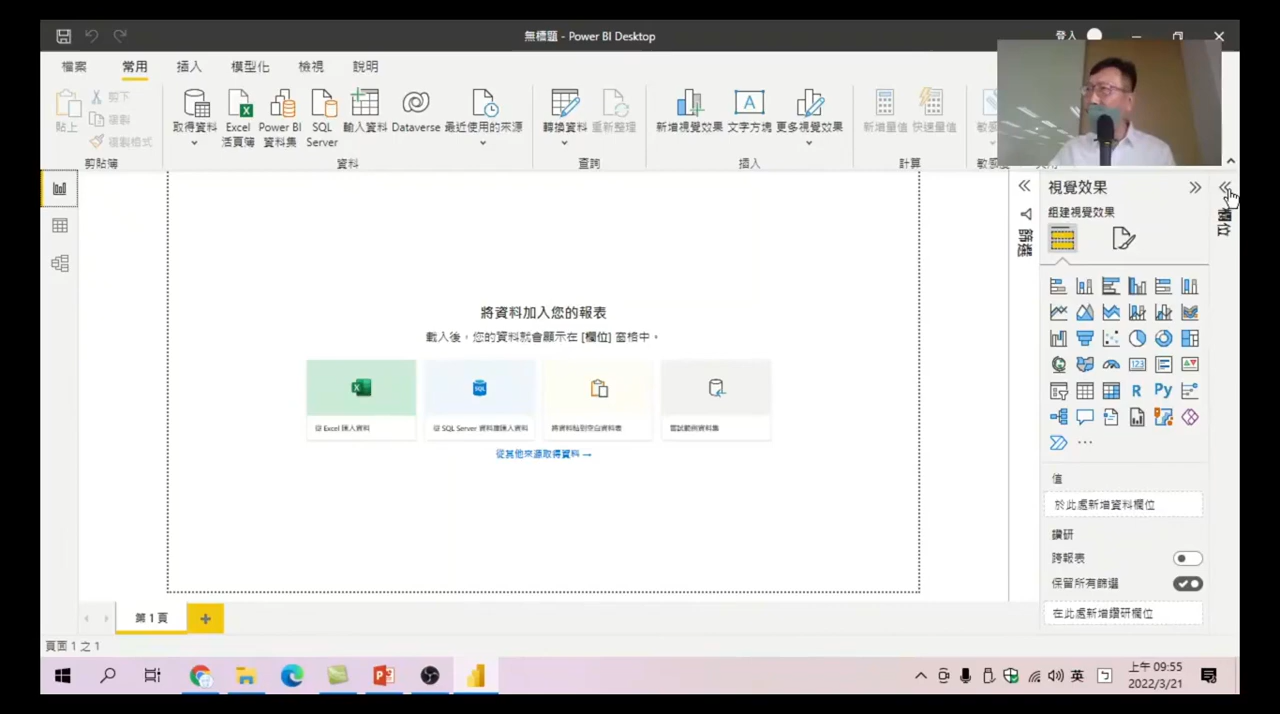 無標題 - Power BI Desktop
登入
檔案 常用 插入 模型化 檢視 說明
貼上
剪下
複製
複製格式
剪貼簿
取得資料
Excel 活頁簿
Power BI 資料集
SQL Server
輸入資料
Dataverse
最近使用的來源
資料
轉換資料
重新整理
查詢
新增視覺效果
文字方塊
更多視覺效果
插入
新增量值
快速量值
計算
敏
敏感度
將資料加入您的報表
載入後，您的資料就會顯示在 [欄位] 窗格中。
從 Excel 匯入資料
從 SQL Server 資料庫匯入資料
將資料貼到空白資料表
嘗試範例資料集
從其他來源取得資料 →
篩選
視覺效果
組建視覺效果
123
R
Py
值
於此處新增資料欄位
鑽研
跨報表
保留所有篩選
在此處新增鑽研欄位
欄位
第 1 頁
頁面 1 之 1
英
上午 09:55
2022/3/21